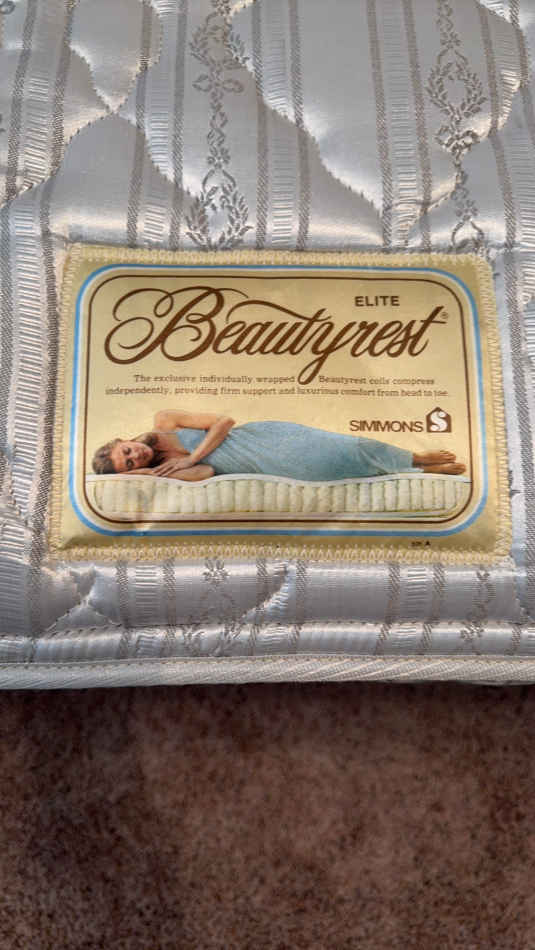 ELITE
Beautyrest®
The exclusive individually wrapped Beautyrest coils compress
independently, providing firm support and luxurious comfort from head to toe.
SIMMONS S